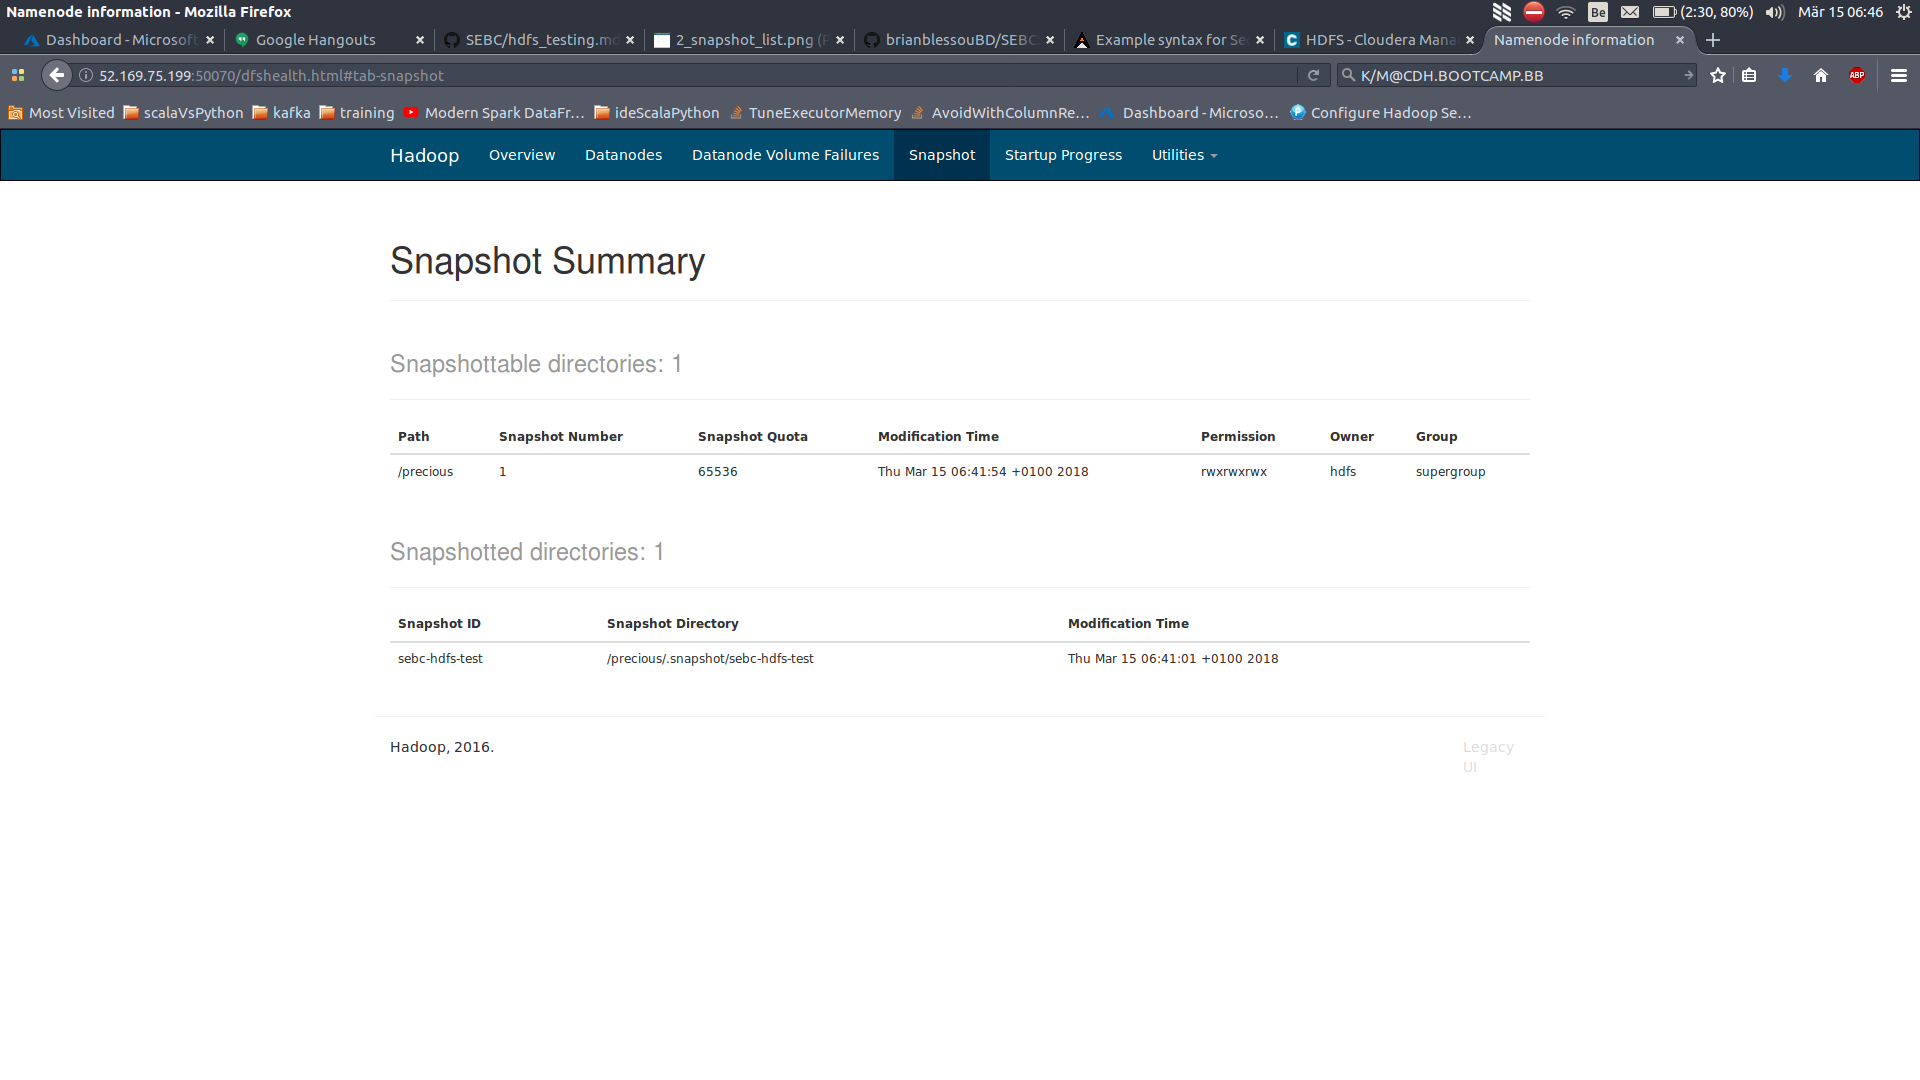 Namenode information - Mozilla Firefox
Be (2:30, 80%) Mär 15 06:46
Dashboard - Microsoft Google Hangouts SEBC/hdfs_testing.md 2_snapshot_list.png ( brianblessouBD/SEBC Example syntax for Se HDFS - Cloudera Mana Namenode information
52.169.75.199:50070/dfshealth.html#tab-snapshot K/M@CDH.BOOTCAMP.BB ABP
Most Visited scalaVsPython kafka training Modern Spark DataFr... ideScalaPython TuneExecutorMemory AvoidWithColumnRe... Dashboard - Microso... Configure Hadoop Se...
Hadoop Overview Datanodes Datanode Volume Failures Snapshot Startup Progress Utilities
Snapshot Summary
Snapshottable directories: 1
Path Snapshot Number Snapshot Quota Modification Time Permission Owner Group
/precious 1 65536 Thu Mar 15 06:41:54 +0100 2018 rwxrwxrwx hdfs supergroup
Snapshotted directories: 1
Snapshot ID Snapshot Directory Modification Time
sebc-hdfs-test /precious/.snapshot/sebc-hdfs-test Thu Mar 15 06:41:01 +0100 2018
Hadoop, 2016. Legacy
UI